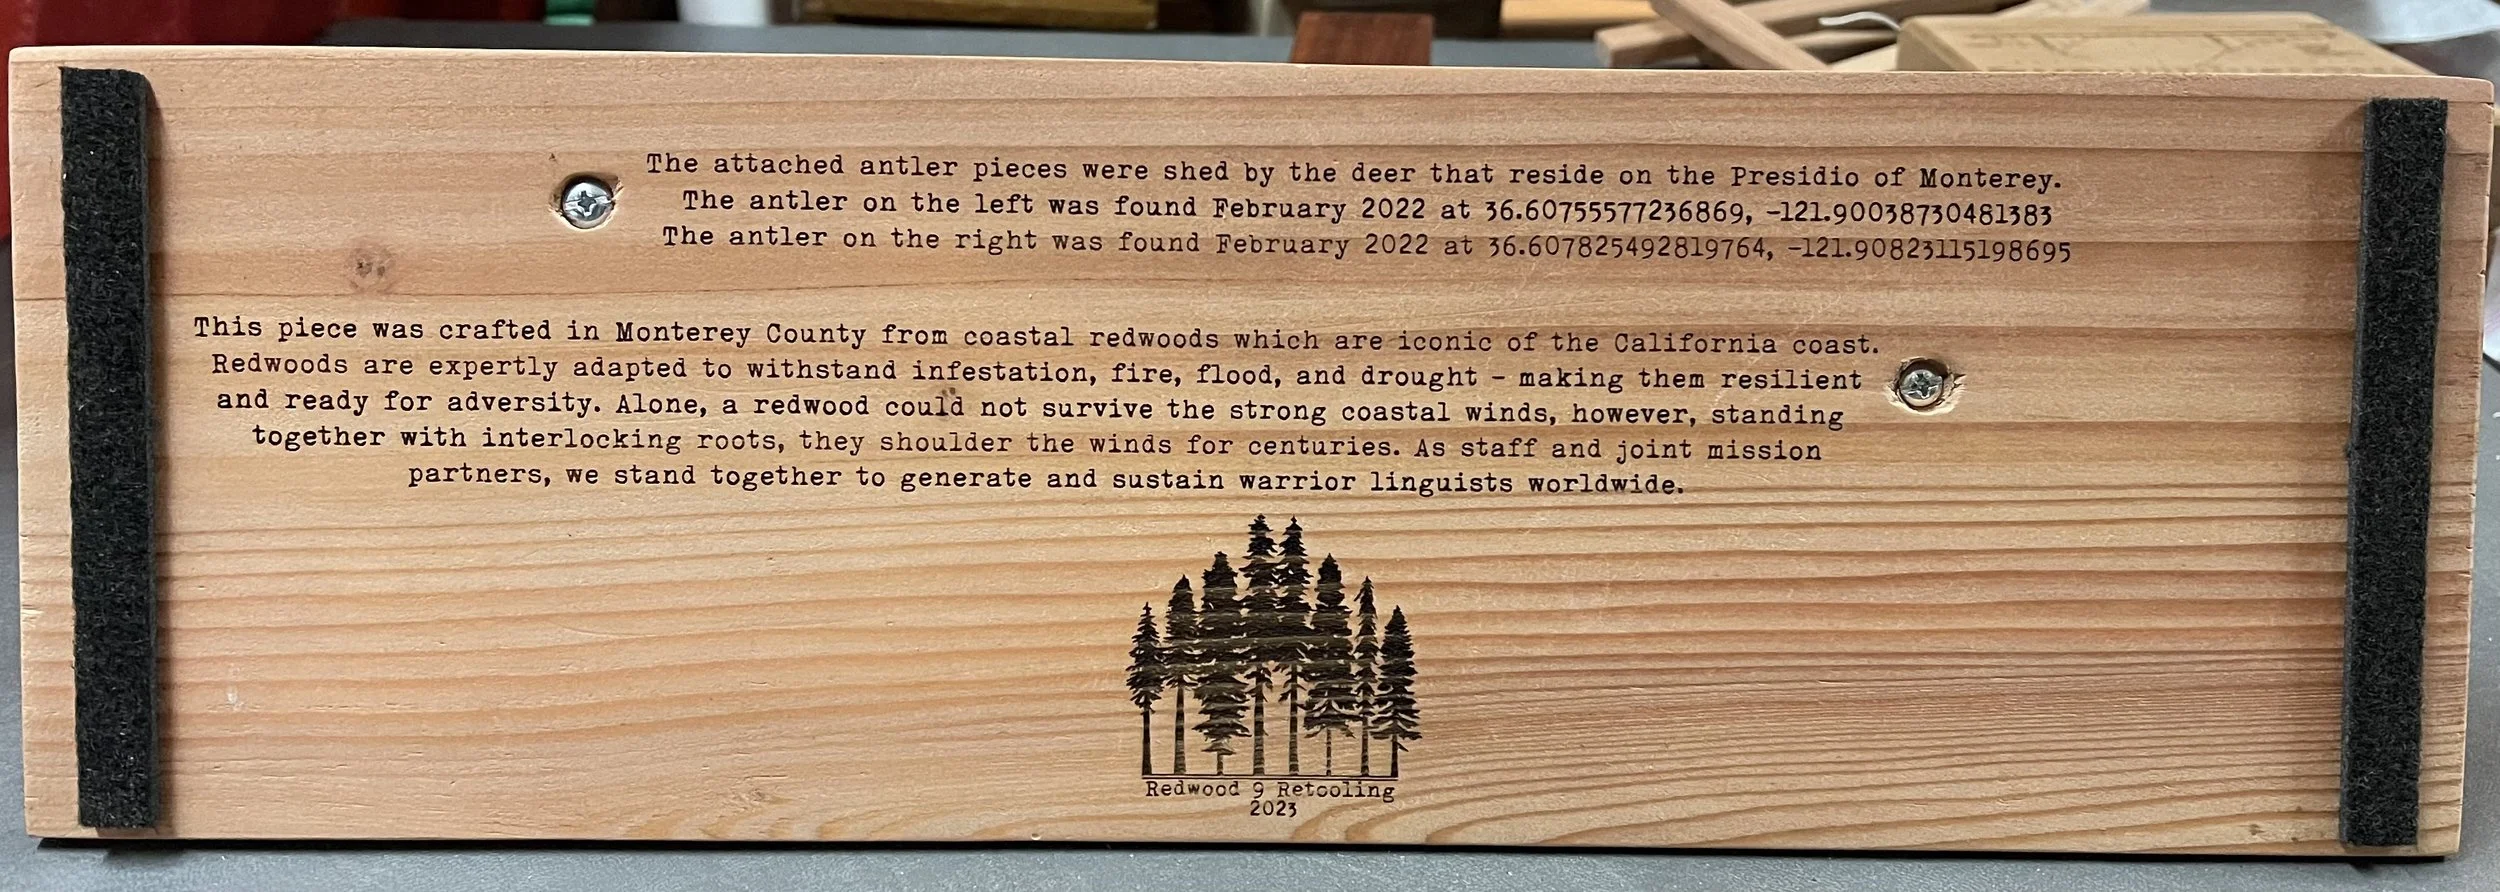 The attached antler pieces were shed by the deer that reside on the Presidio of Monterey.
The antler on the left was found February 2022 at 36.60755577236869, -121.90038730481383
The antler on the right was found February 2022 at 36.607825492819764, -121.90823115198695
This piece was crafted in Monterey County from coastal redwoods which are iconic of the California coast.
Redwoods are expertly adapted to withstand infestation, fire, flood, and drought - making them resilient
and ready for adversity. Alone, a redwood could not survive the strong coastal winds, however, standing
together with interlocking roots, they shoulder the winds for centuries. As staff and joint mission
partners, we stand together to generate and sustain warrior linguists worldwide.
Redwood 9 Retooling
2023